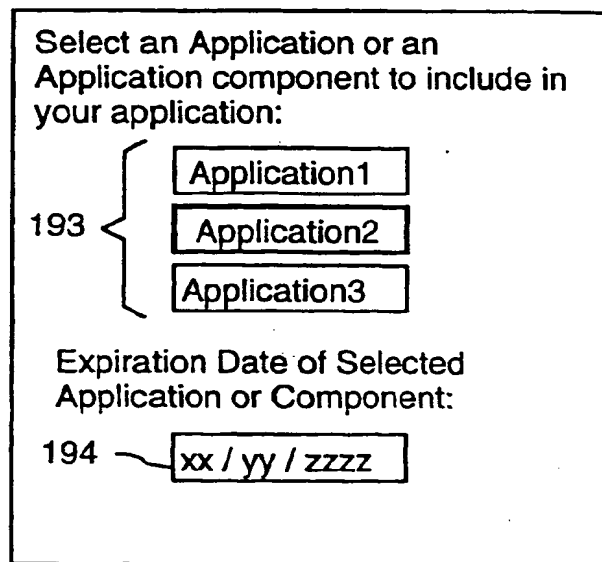 Select an Application or an
Application component to include in
your application:
Application1
193
Application2
Application3
Expiration Date of Selected
Application or Component:
194
xx / yy / zzzz